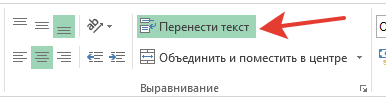 Перенести текст
Объединить и поместить в центре
Выравнивание